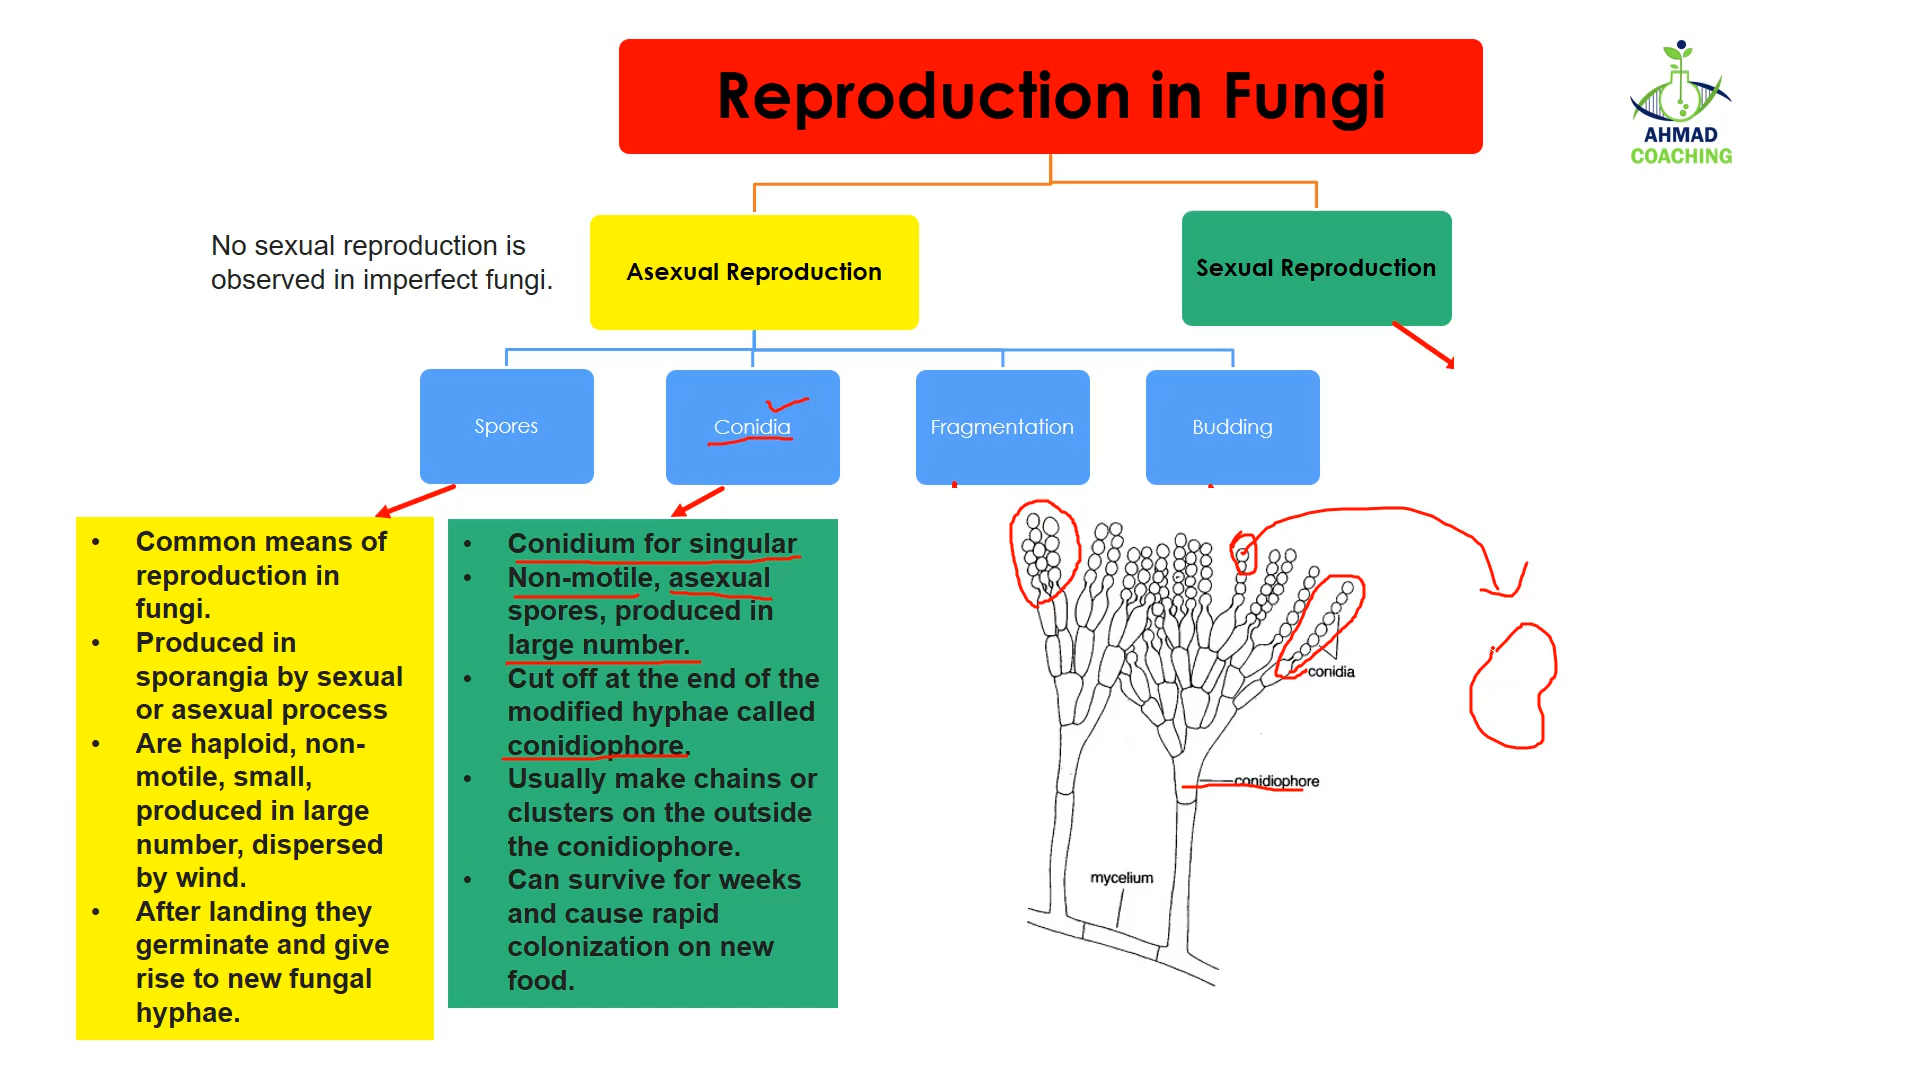 Reproduction in Fungi
AHMAD
COACHING
No sexual reproduction is
observed in imperfect fungi.
Asexual Reproduction
Sexual Reproduction
Spores
Conidia
Fragmentation
Budding
• Common means of
reproduction in
fungi.
• Produced in
sporangia by sexual
or asexual process
• Are haploid, non-
motile, small,
produced in large
number, dispersed
by wind.
• After landing they
germinate and give
rise to new fungal
hyphae.
• Conidium for singular
• Non-motile, asexual
spores, produced in
large number.
• Cut off at the end of the
modified hyphae called
conidiophore.
• Usually make chains or
clusters on the outside
the conidiophore.
• Can survive for weeks
and cause rapid
colonization on new
food.
conidia
conidiophore
mycelium